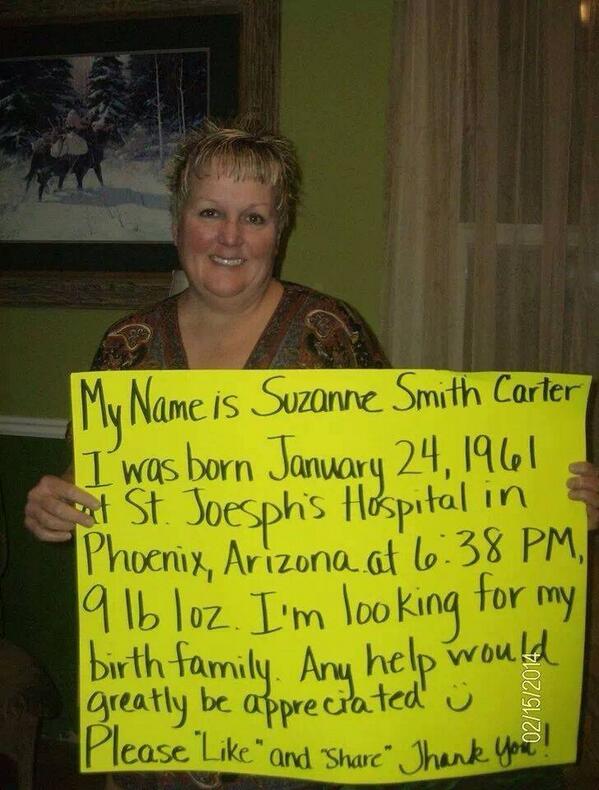 My Name is Suzanne Smith Carter
I was born January 24, 1961
at St. Joesph's Hospital in
Phoenix, Arizona at 6:38 PM,
9 lb 1oz. I'm looking for my
birth family. Any help would
greatly be appreciated
Please "Like" and "Share" Thank You!
02/15/2014